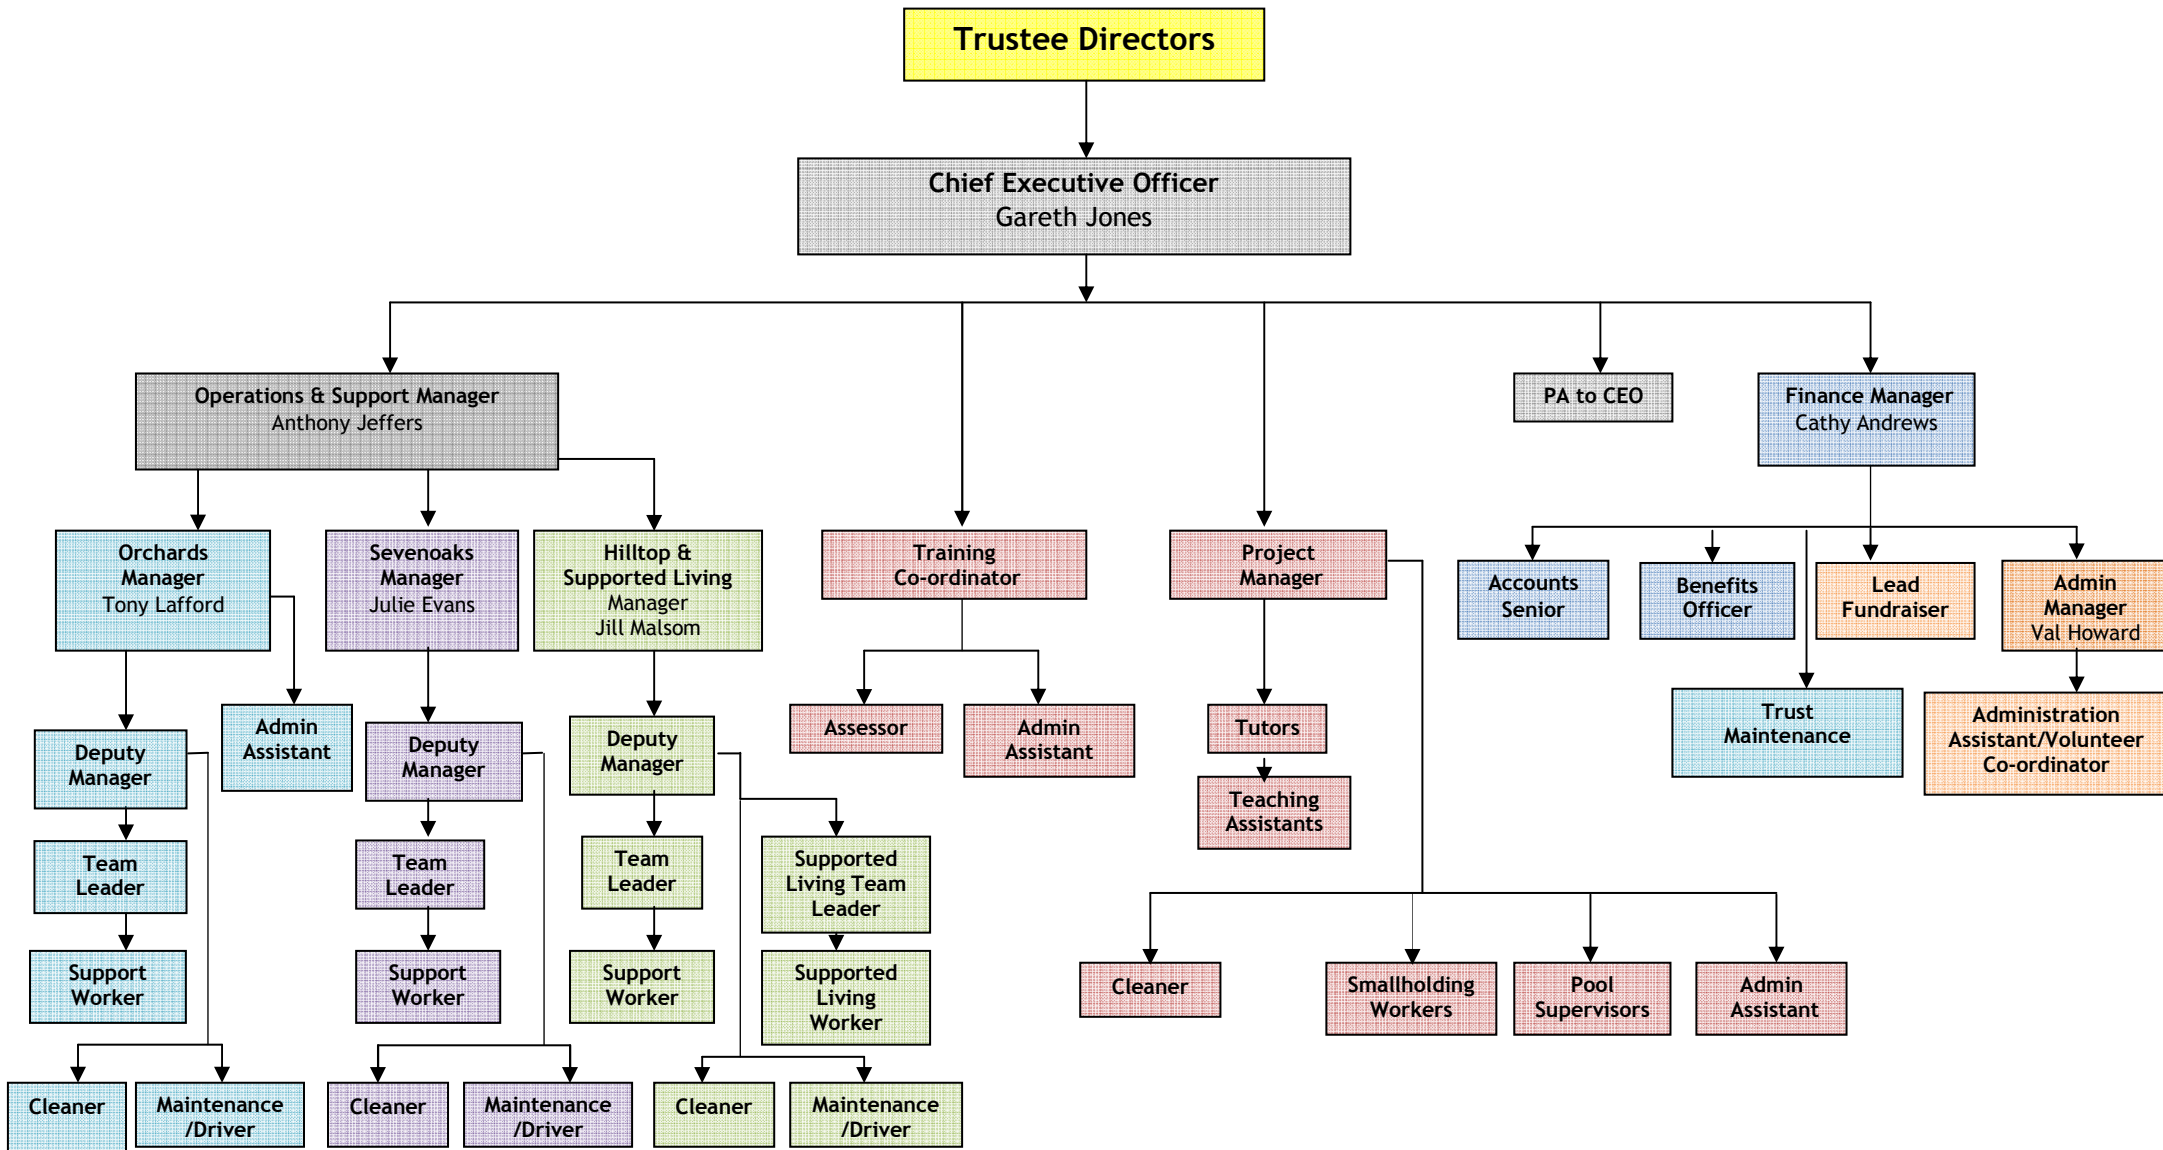 Trustee Directors
Chief Executive Officer
Gareth Jones
Operations & Support Manager
Anthony Jeffers
PA to CEO
Finance Manager
Cathy Andrews
Orchards
Manager
Tony Lafford
Sevenoaks
Manager
Julie Evans
Hilltop &
Supported Living
Manager
Jill Malsom
Training
Co-ordinator
Project
Manager
Accounts
Senior
Benefits
Officer
Lead
Fundraiser
Admin
Manager
Val Howard
Deputy
Manager
Admin
Assistant
Deputy
Manager
Deputy
Manager
Assessor
Admin
Assistant
Tutors
Trust
Maintenance
Administration
Assistant/Volunteer
Co-ordinator
Teaching
Assistants
Team
Leader
Team
Leader
Team
Leader
Supported
Living Team
Leader
Support
Worker
Support
Worker
Support
Worker
Supported
Living
Worker
Cleaner
Smallholding
Workers
Pool
Supervisors
Admin
Assistant
Cleaner
Maintenance
/Driver
Cleaner
Maintenance
/Driver
Cleaner
Maintenance
/Driver